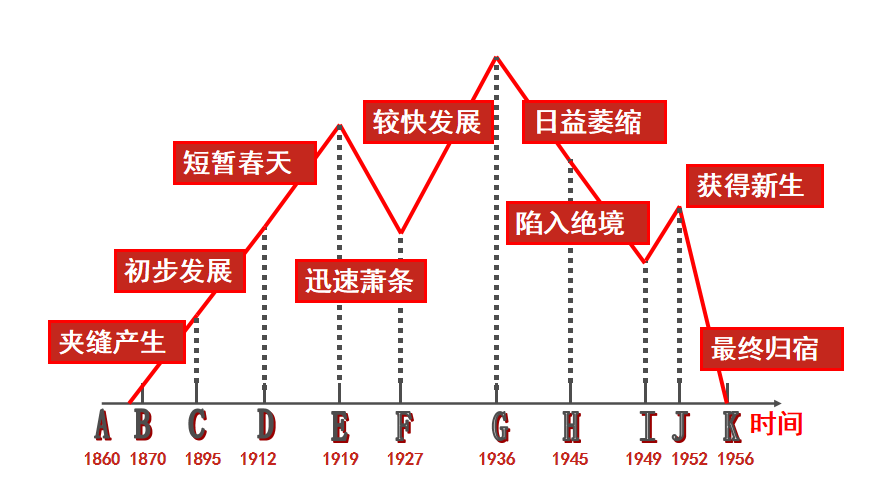 较快发展
日益萎缩
短暂春天
获得新生
陷入绝境
初步发展
迅速萧条
夹缝产生
最终归宿
A B C D E F G H I J K 时间
1860 1870 1895 1912 1919 1927 1936 1945 1949 1952 1956